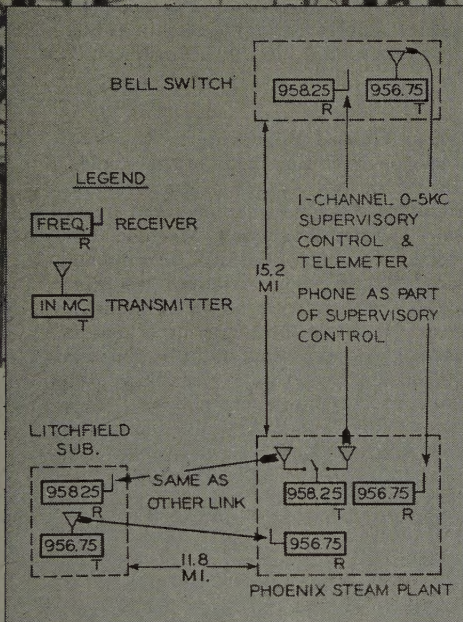 BELL SWITCH
958.25
R
956.75
T
LEGEND
FREQ.
R
RECEIVER
IN MC.
T
TRANSMITTER
1-CHANNEL 0-5KC
SUPERVISORY
CONTROL &
TELEMETER
PHONE AS PART
OF SUPERVISORY
CONTROL
15.2
MI
LITCHFIELD
SUB.
958.25
R
956.75
T
SAME AS
OTHER LINK
11.8
MI.
958.25
T
956.75
R
956.75
R
PHOENIX STEAM PLANT